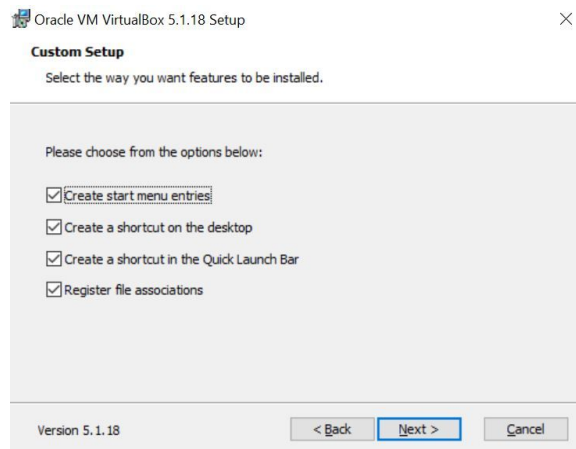 Oracle VM VirtualBox 5.1.18 Setup
Custom Setup
Select the way you want features to be installed.
Please choose from the options below:
Create start menu entries
Create a shortcut on the desktop
Create a shortcut in the Quick Launch Bar
Register file associations
Version 5.1.18
< Back
Next >
Cancel